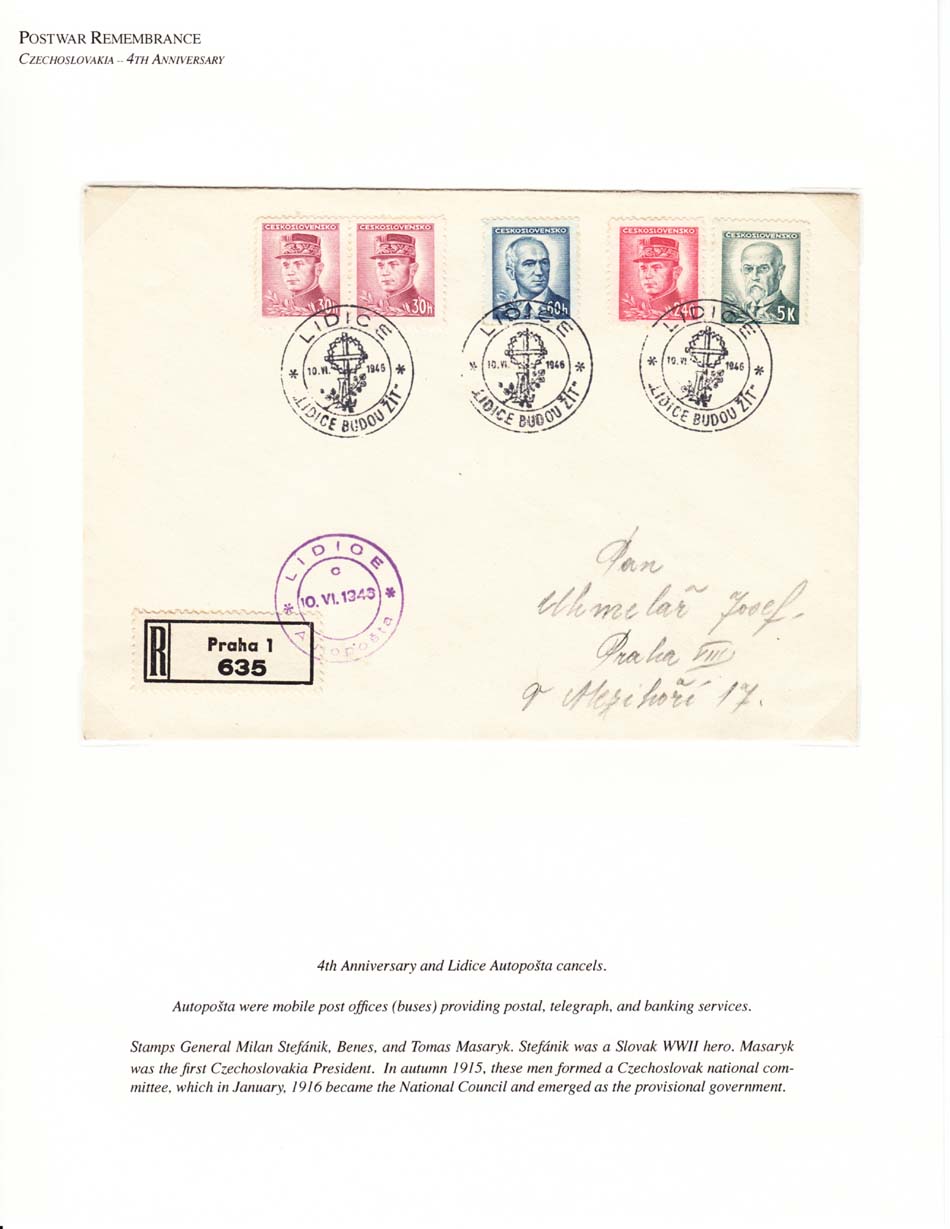 POSTWAR REMEMBRANCE
CZECHOSLOVAKIA -- 4TH ANNIVERSARY
ČESKOSLOVENSKO ČESKOSLOVENSKO ČESKOSLOVENSKO ČESKOSLOVENSKO ČESKOSLOVENSKO
30h 30h 60h 240 5K
LIDICE LIDICE LIDICE
* 10.VI. 1946 * * 10.VI. 1946 * * 10.VI. 1946 *
„LIDICE BUDOU ŽÍT“ „LIDICE BUDOU ŽÍT“ „LIDICE BUDOU ŽÍT“
LIDICE
c
* 10.VI.1946 *
Autopošta
R Praha 1
635
Pan
Chmelař Josef.
Praha VIII
V Mezihoří 17.
4th Anniversary and Lidice Autopošta cancels.
Autopošta were mobile post offices (buses) providing postal, telegraph, and banking services.
Stamps General Milan Stefánik, Benes, and Tomas Masaryk. Stefánik was a Slovak WWII hero. Masaryk
was the first Czechoslovakia President. In autumn 1915, these men formed a Czechoslovak national com-
mittee, which in January, 1916 became the National Council and emerged as the provisional government.